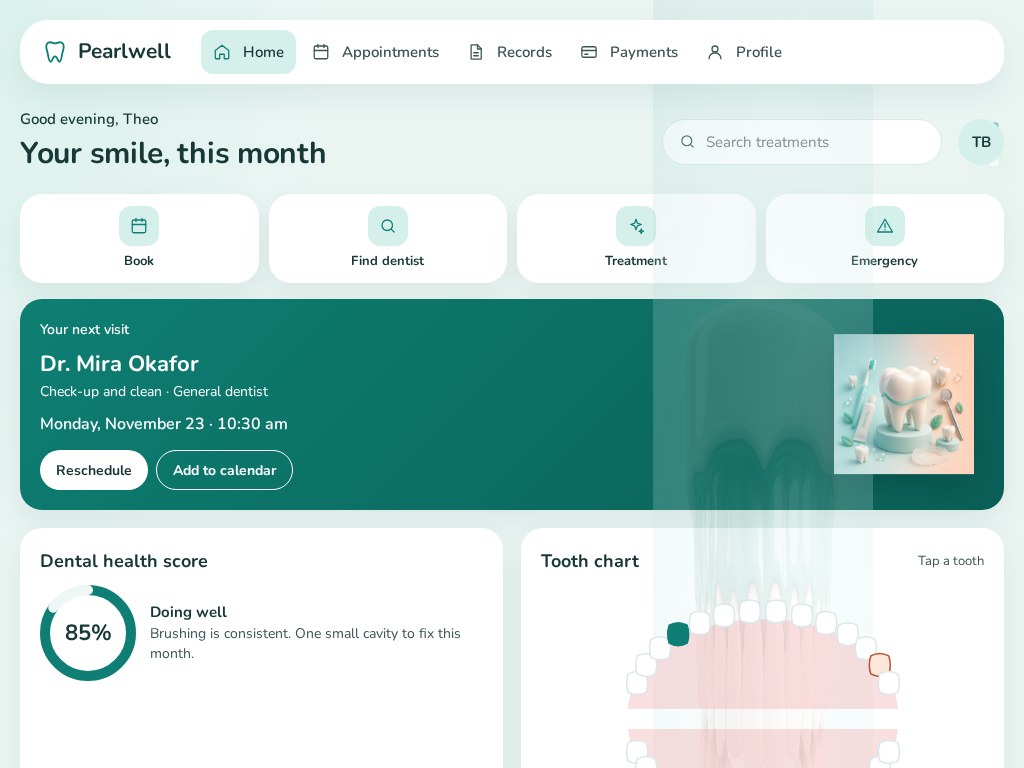 Pearlwell
Home
Appointments
Records
Payments
Profile
Good evening, Theo
Your smile, this month
Search treatments
TB
Book
Find dentist
Treatment
Emergency
Your next visit
Dr. Mira Okafor
Check-up and clean · General dentist
Monday, November 23 · 10:30 am
Reschedule
Add to calendar
Dental health score
85%
Doing well
Brushing is consistent. One small cavity to fix this
month.
Tooth chart
Tap a tooth